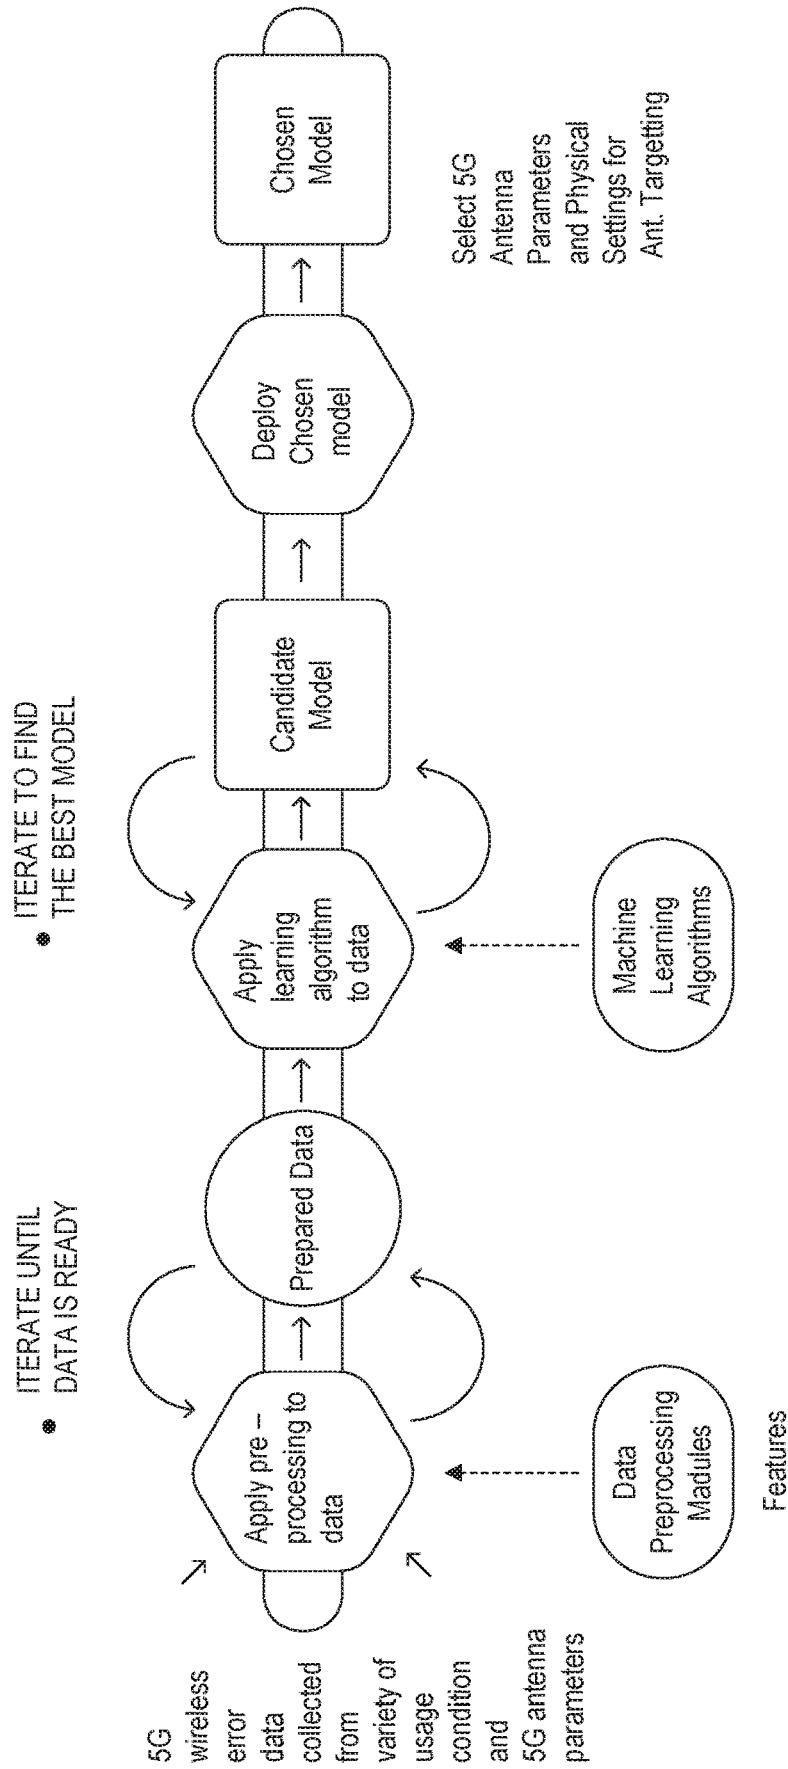 ITERATE UNTIL
DATA IS READY
ITERATE TO FIND
THE BEST MODEL
5G
wireless
error
data
collected
from
variety of
usage
condition
and
5G antenna
parameters
Apply pre –
processing to
data
Prepared Data
Apply
learning
algorithm
to data
Candidate
Model
Deploy
Chosen
model
Chosen
Model
Data
Preprocessing
Madules
Features
Machine
Learning
Algorithms
Select 5G
Antenna
Parameters
and Physical
Settings for
Ant. Targetting